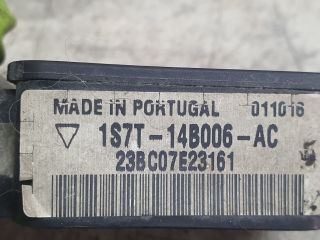 MADE IN PORTUGAL 011016
1S7T-14B006-AC
23BC07E23161